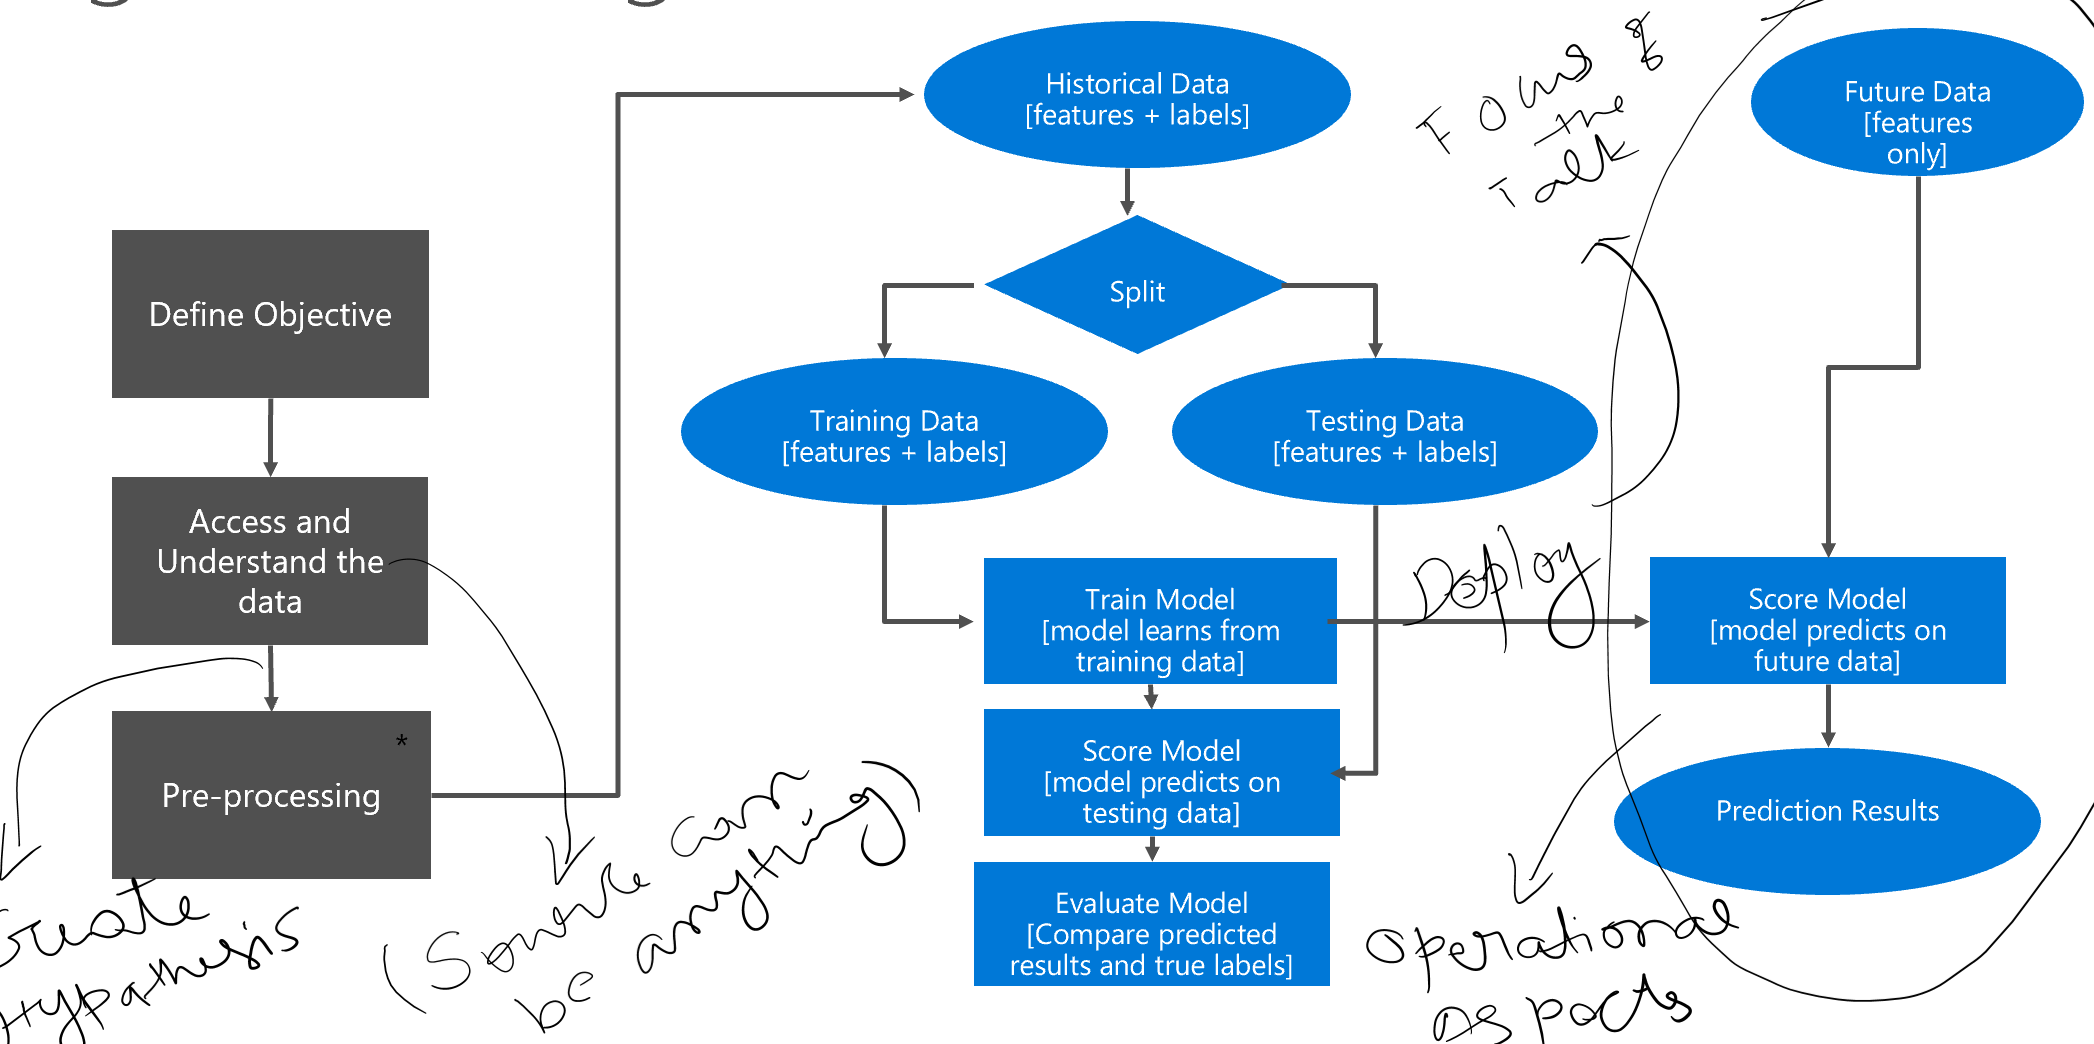 Define Objective
Access and
Understand the
data
*
Pre-processing
Historical Data
[features + labels]
Split
Training Data
[features + labels]
Testing Data
[features + labels]
Train Model
[model learns from
training data]
Score Model
[model predicts on
testing data]
Evaluate Model
[Compare predicted
results and true labels]
Future Data
[features
only]
Score Model
[model predicts on
future data]
Prediction Results
Focus of
the
Talk
Deploy
Operational
aspects
(Source can
be anything)
Hypothesis